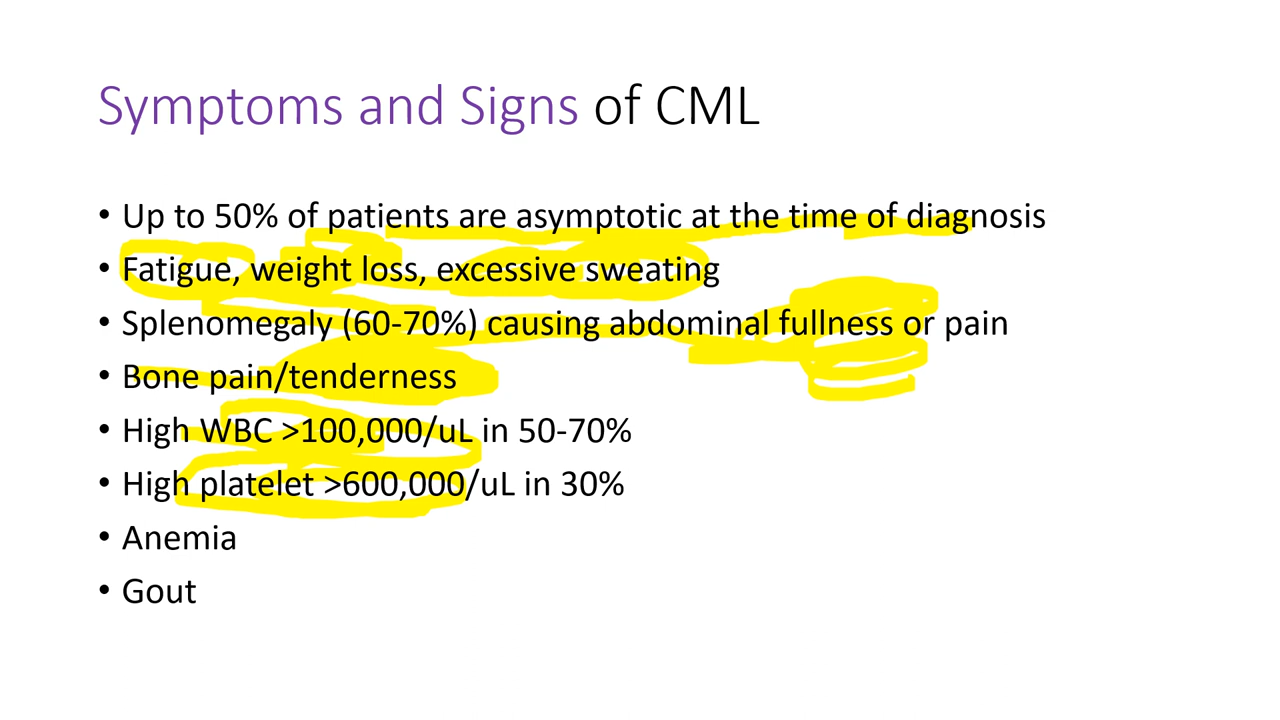 Symptoms and Signs of CML
• Up to 50% of patients are asymptotic at the time of diagnosis
• Fatigue, weight loss, excessive sweating
• Splenomegaly (60-70%) causing abdominal fullness or pain
• Bone pain/tenderness
• High WBC >100,000/uL in 50-70%
• High platelet >600,000/uL in 30%
• Anemia
• Gout